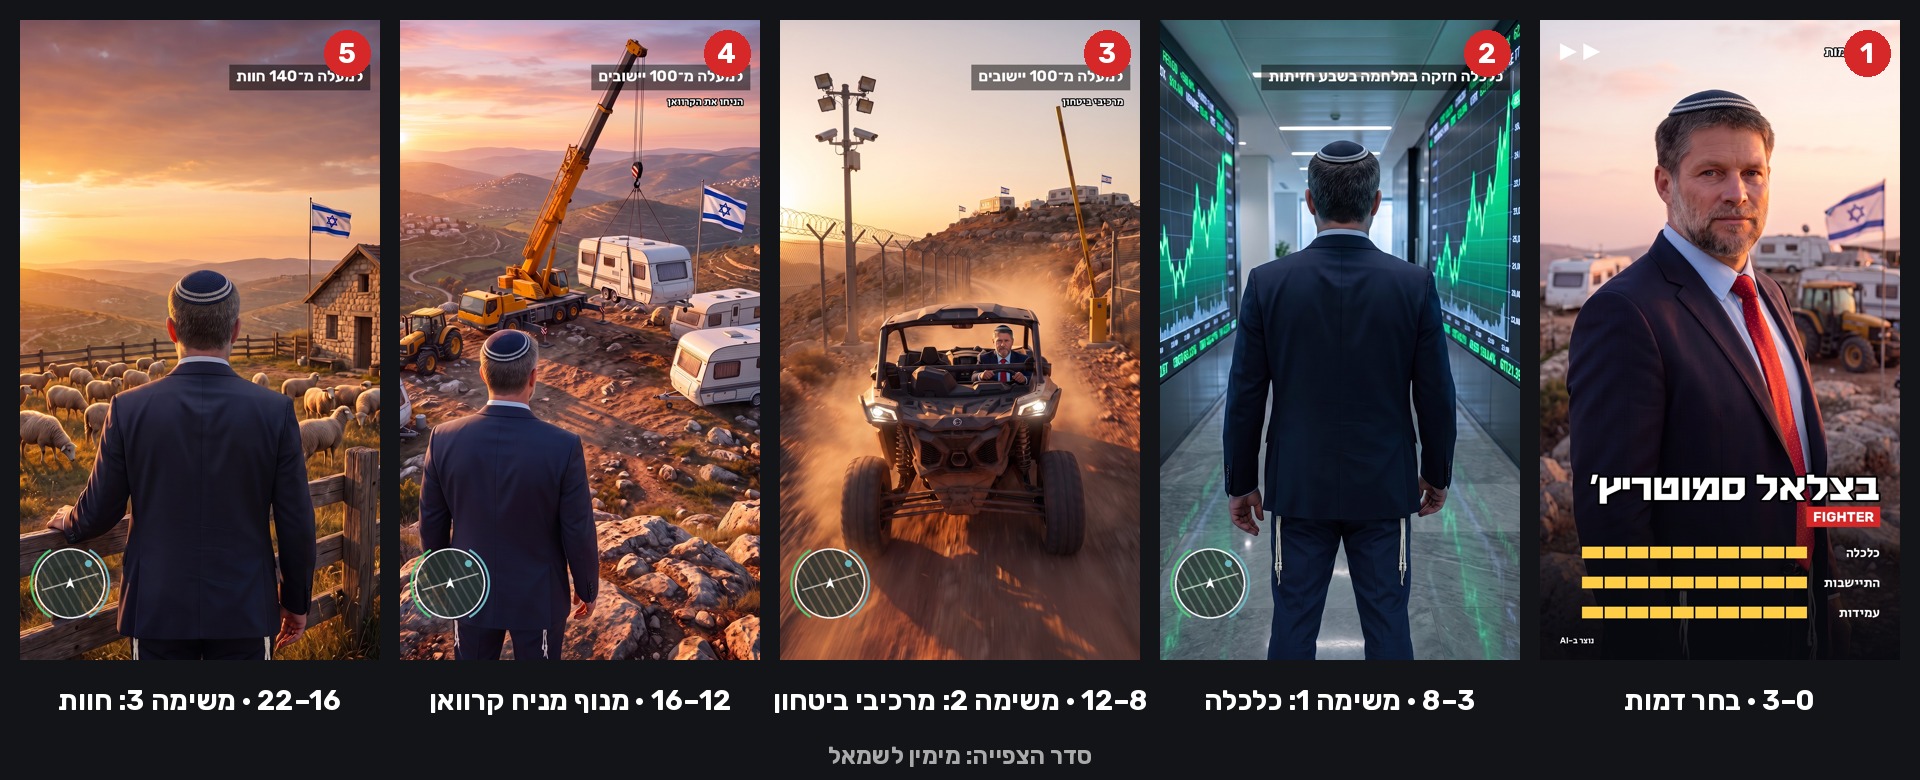 1
בצלאל סמוטריץ'
FIGHTER
כלכלה
התיישבות
עמידות
נוצר ב-AI
0–3 • בחר דמות
2
כלכלה חזקה במלחמה בשבע חזיתות
3–8 • משימה 1: כלכלה
3
למעלה מ־100 יישובים
מרכיבי ביטחון
8–12 • משימה 2: מרכיבי ביטחון
4
למעלה מ־100 יישובים
הניחו את הקרוואן
12–16 • מנוף מניח קרוואן
5
למעלה מ־140 חוות
16–22 • משימה 3: חוות
סדר הצפייה: מימין לשמאל